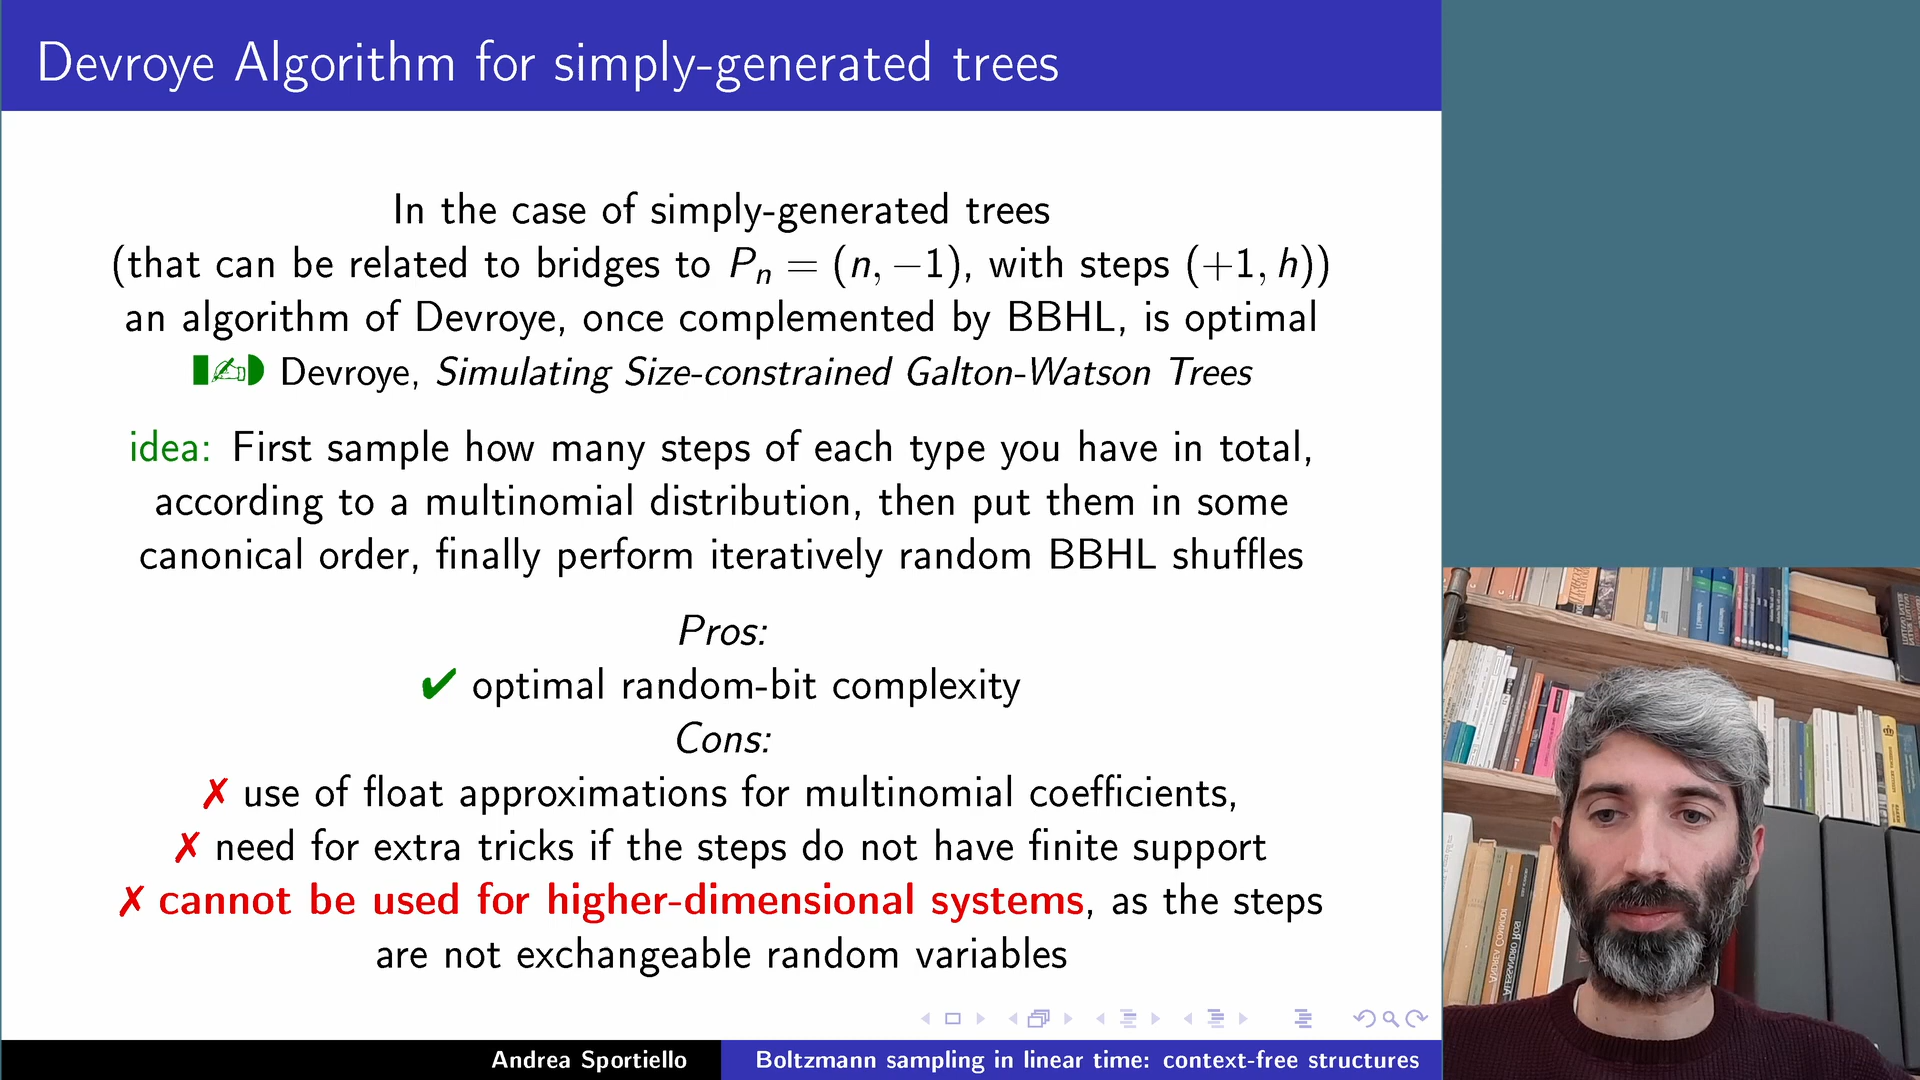 Devroye Algorithm for simply-generated trees
In the case of simply-generated trees
(that can be related to bridges to Pₙ = (n, −1), with steps (+1, h))
an algorithm of Devroye, once complemented by BBHL, is optimal
Devroye, Simulating Size-constrained Galton-Watson Trees
idea: First sample how many steps of each type you have in total,
according to a multinomial distribution, then put them in some
canonical order, finally perform iteratively random BBHL shuffles
Pros:
✔ optimal random-bit complexity
Cons:
✗ use of float approximations for multinomial coefficients,
✗ need for extra tricks if the steps do not have finite support
✗ cannot be used for higher-dimensional systems, as the steps
are not exchangeable random variables
Andrea Sportiello
Boltzmann sampling in linear time: context-free structures